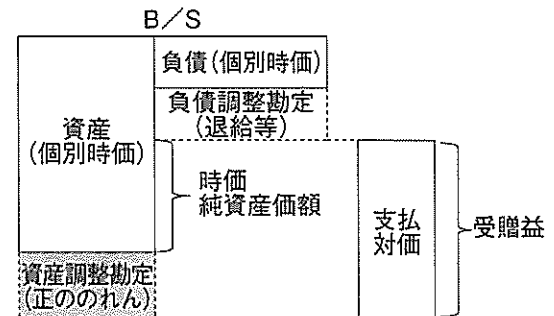 B／S
負債(個別時価)
負債調整勘定
(退給等)
資産
(個別時価)
時価
純資産価額
支払
対価
受贈益
資産調整勘定
(正ののれん)